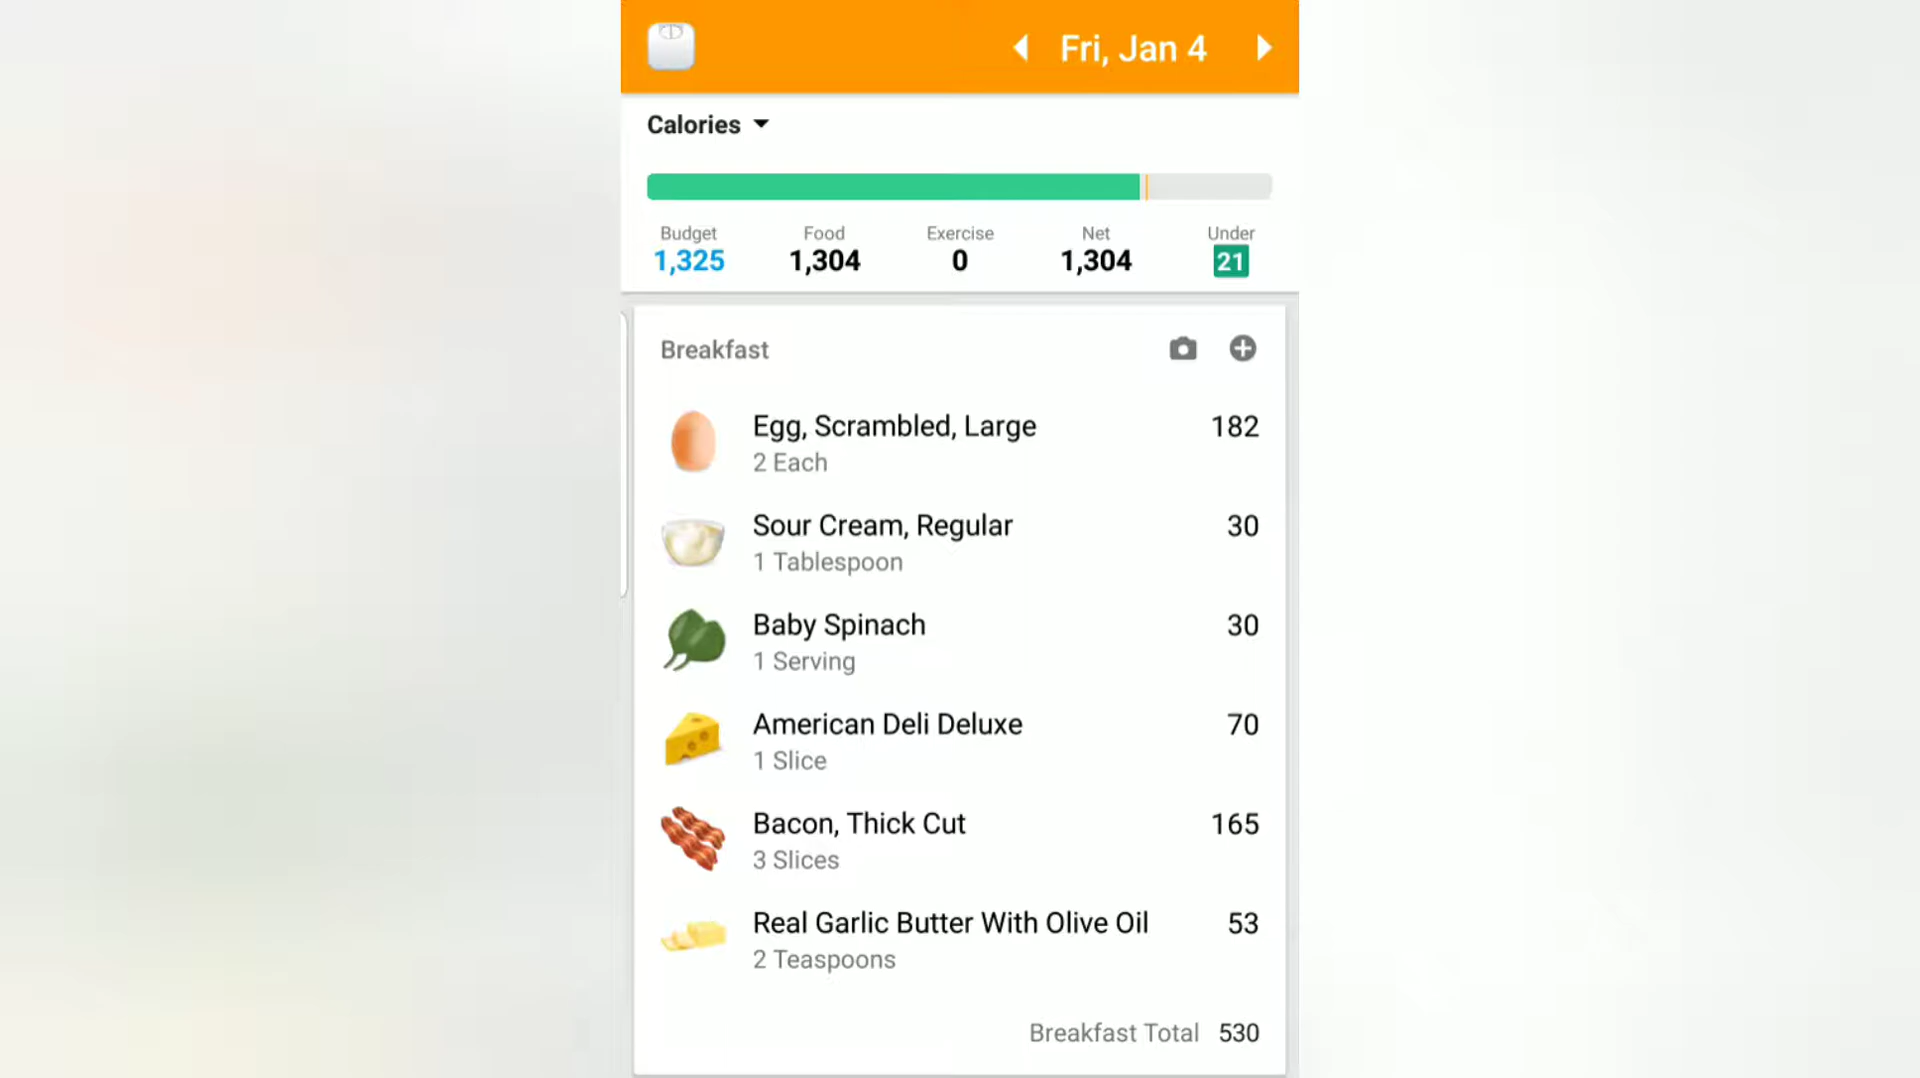 Fri, Jan 4
Calories
Budget Food Exercise Net Under
1,325 1,304 0 1,304 21
Breakfast
Egg, Scrambled, Large 182
2 Each
Sour Cream, Regular 30
1 Tablespoon
Baby Spinach 30
1 Serving
American Deli Deluxe 70
1 Slice
Bacon, Thick Cut 165
3 Slices
Real Garlic Butter With Olive Oil 53
2 Teaspoons
Breakfast Total 530